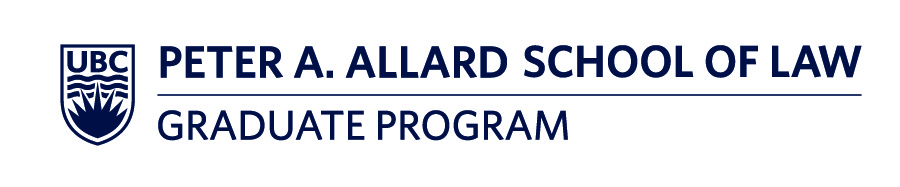 UBC
PETER A. ALLARD SCHOOL OF LAW
GRADUATE PROGRAM